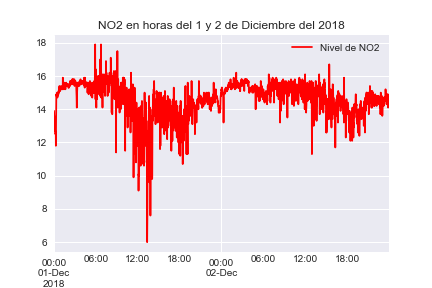 NO2 en horas del 1 y 2 de Diciembre del 2018
Nivel de NO2
18
16
14
12
10
8
6
00:00 06:00 12:00 18:00 00:00 06:00 12:00 18:00
01-Dec 02-Dec
2018